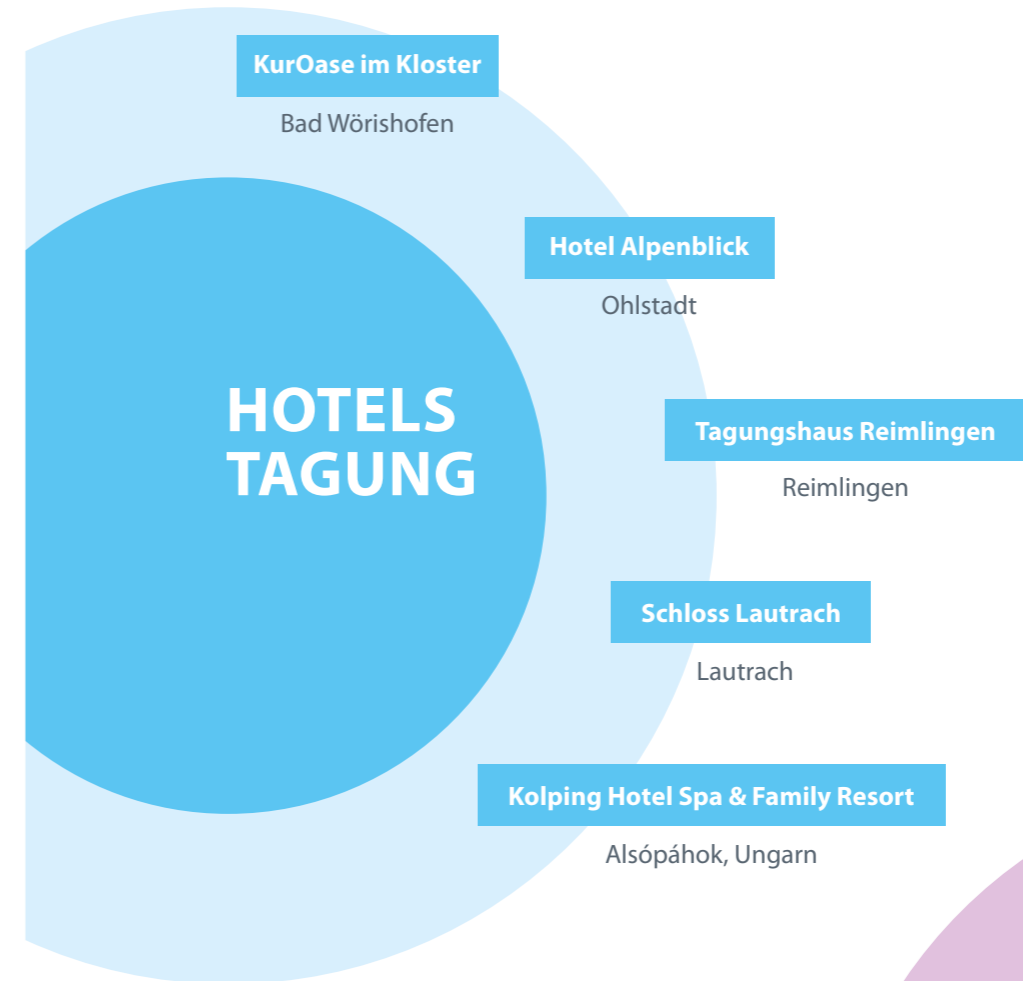 KurOase im Kloster
Bad Wörishofen
Hotel Alpenblick
Ohlstadt
HOTELS
TAGUNG
Tagungshaus Reimlingen
Reimlingen
Schloss Lautrach
Lautrach
Kolping Hotel Spa & Family Resort
Alsópáhok, Ungarn